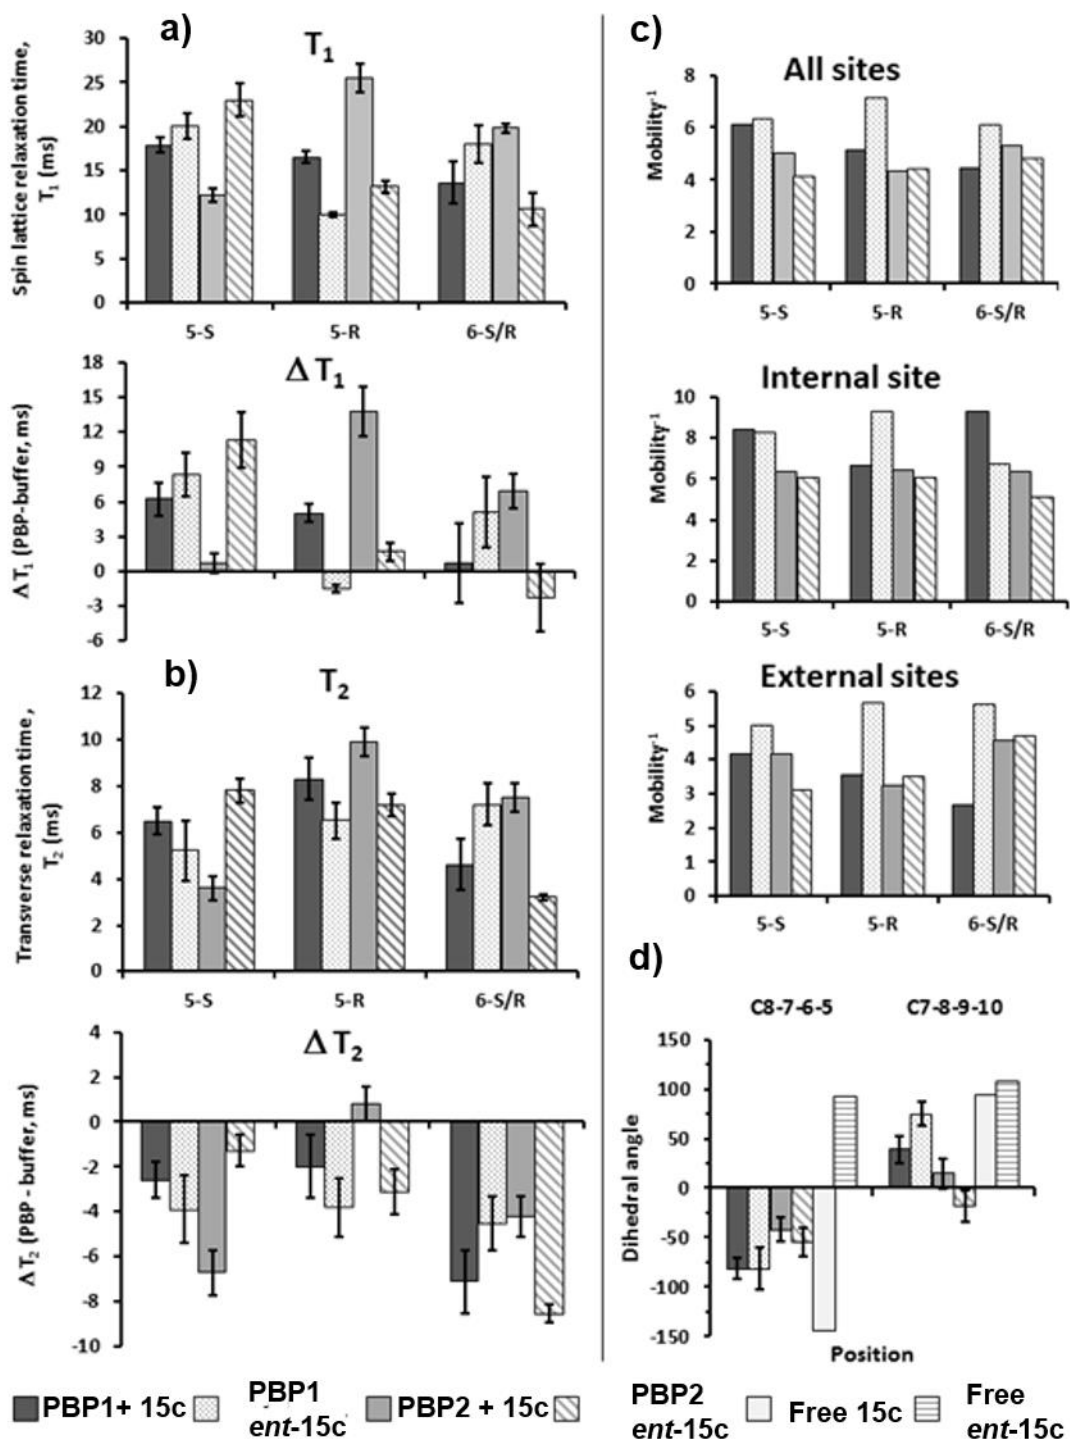 a)
T1
Spin lattice relaxation time,
T1 (ms)
30
25
20
15
10
5
0
5-S 5-R 6-S/R
Δ T1
Δ T1 (PBP-buffer, ms)
18
15
12
9
6
3
0
-3
-6
b)
T2
Transverse relaxation time,
T2 (ms)
12
10
8
6
4
2
0
5-S 5-R 6-S/R
Δ T2
Δ T2 (PBP - buffer, ms)
4
2
0
-2
-4
-6
-8
-10
c)
All sites
Mobility-1
8
6
4
2
0
5-S 5-R 6-S/R
Internal site
Mobility-1
10
8
6
4
2
0
5-S 5-R 6-S/R
External sites
Mobility-1
6
5
4
3
2
1
0
5-S 5-R 6-S/R
d)
C8-7-6-5 C7-8-9-10
Dihedral angle
150
100
50
0
-50
-100
-150
Position
PBP1+ 15c
PBP1
ent-15c
PBP2 + 15c
PBP2
ent-15c
Free 15c
Free
ent-15c